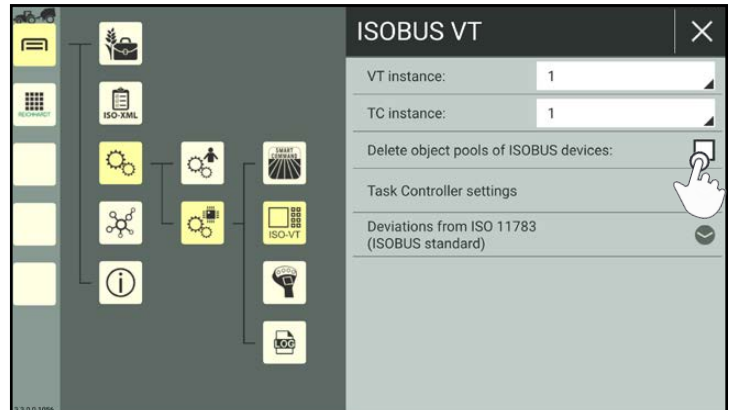 ISOBUS VT
VT instance:
1
TC instance:
1
Delete object pools of ISOBUS devices:
Task Controller settings
Deviations from ISO 11783
(ISOBUS standard)
REICHHARDT
ISO-XML
SMART
COMMAND
ISO-VT
LOG